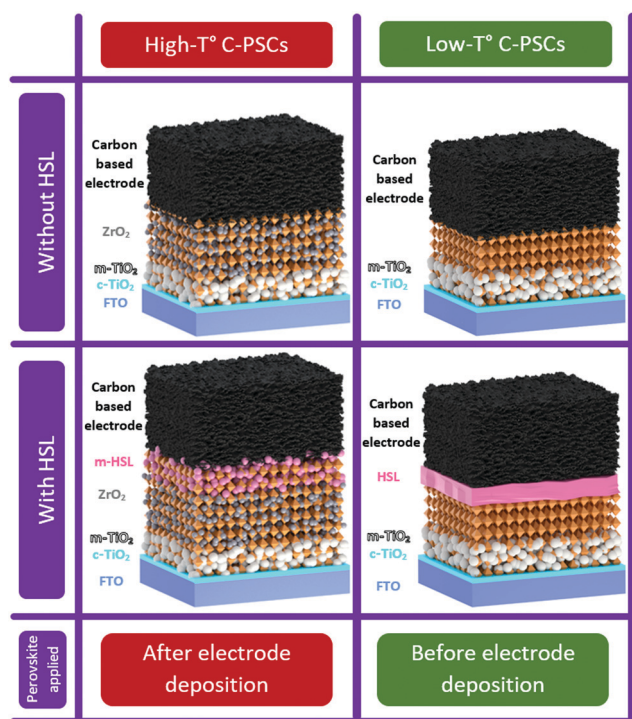 High-T° C-PSCs
Low-T° C-PSCs
Without HSL
Carbon
based
electrode
ZrO₂
m-TiO₂
c-TiO₂
FTO
Carbon
based
electrode
m-TiO₂
c-TiO₂
FTO
With HSL
Carbon
based
electrode
m-HSL
ZrO₂
m-TiO₂
c-TiO₂
FTO
Carbon
based
electrode
HSL
m-TiO₂
c-TiO₂
FTO
Perovskite
applied
After electrode
deposition
Before electrode
deposition